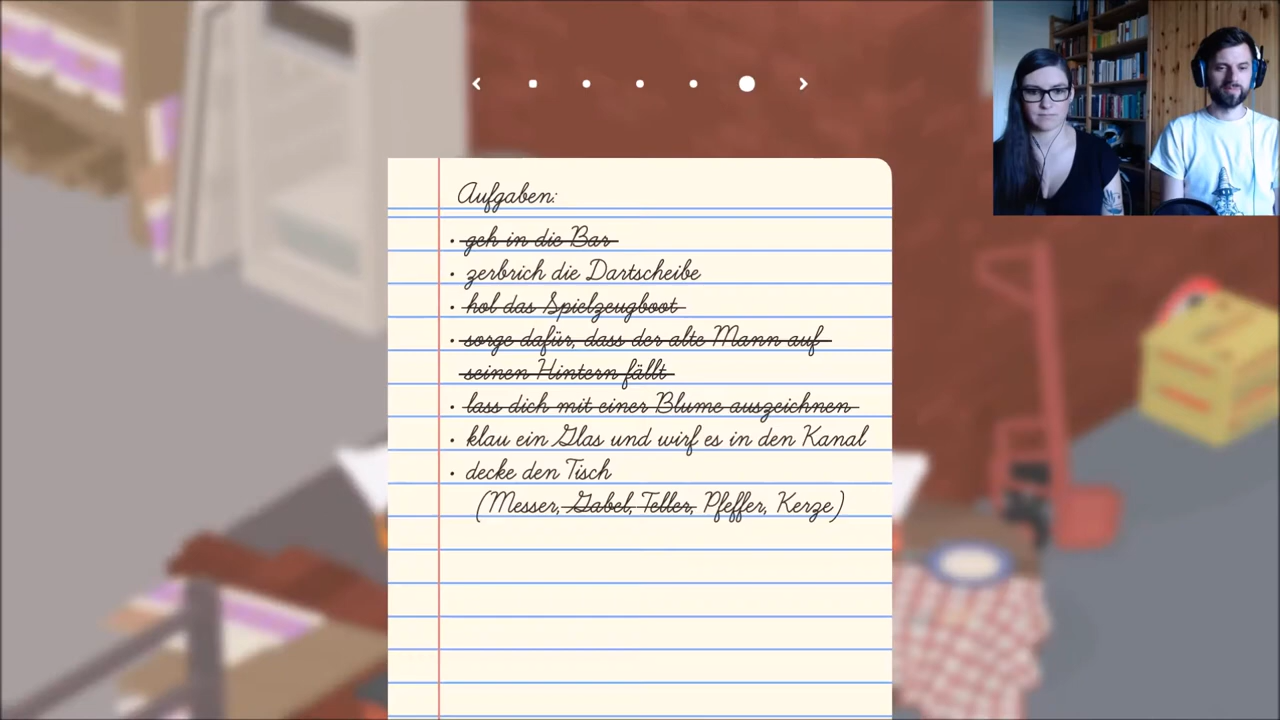 Aufgaben:
• geh in die Bar
• zerbrich die Dartscheibe
• hol das Spielzeugboot
• sorge dafür, dass der alte Mann auf
seinen Hintern fällt
• lass dich mit einer Blume auszeichnen
• klau ein Glas und wirf es in den Kanal
• decke den Tisch
(Messer, Gabel, Teller, Pfeffer, Kerze)